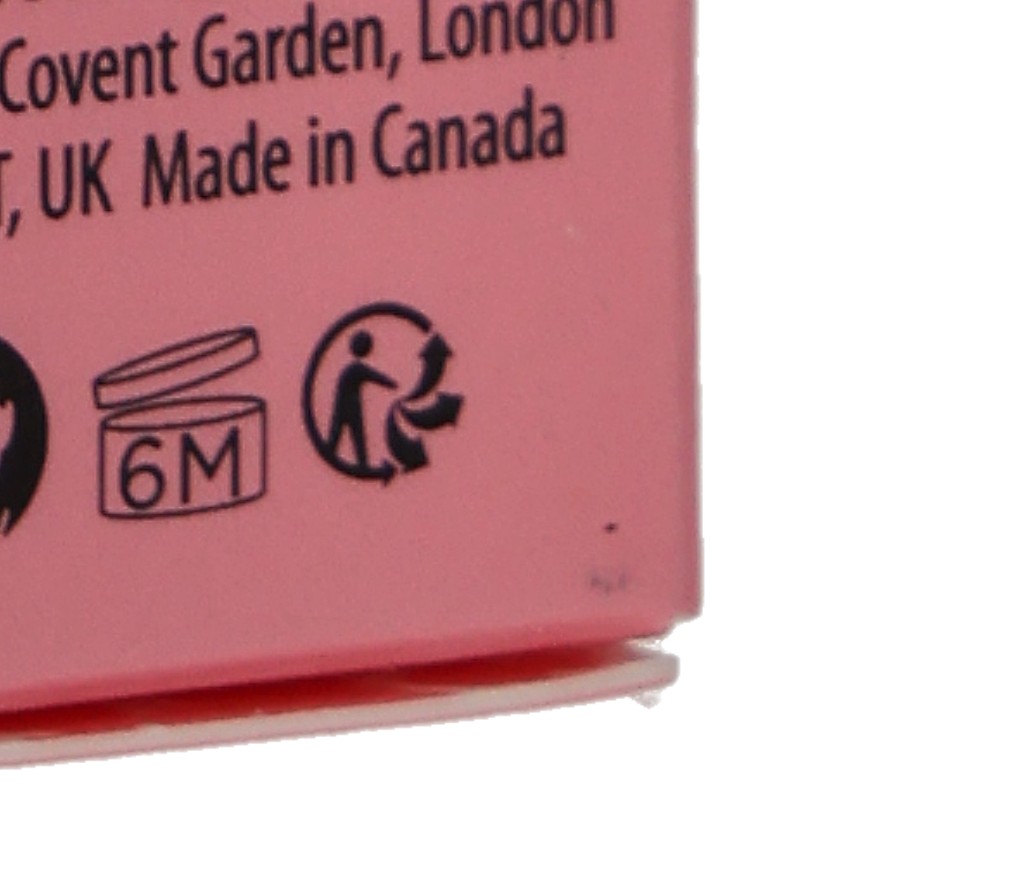 Covent Garden, London
, UK Made in Canada
6M